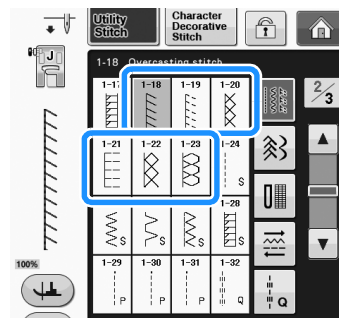 Utility
Stitch
Character
Decorative
Stitch
J
1-18 Overcasting stitch
2/3
1-17 1-18 1-19 1-20
1-21 1-22 1-23 1-24
S
1-28
S S S S
1-29 1-30 1-31 1-32
P P P Q
Q
100%